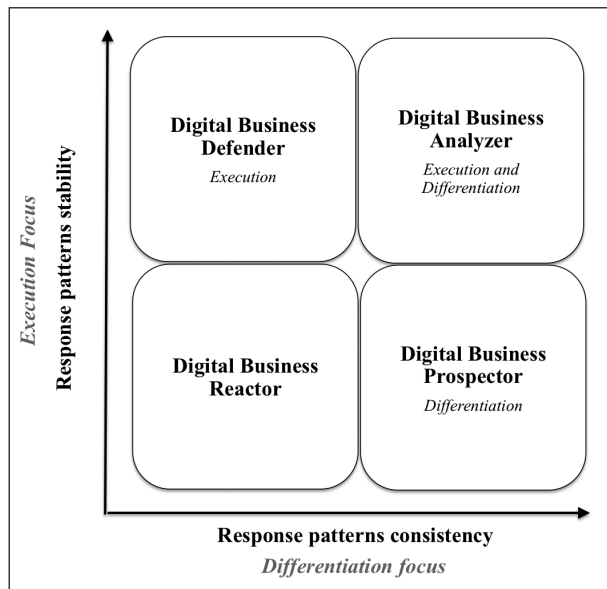 Execution Focus
Response patterns stability
Digital Business
Defender
Execution
Digital Business
Analyzer
Execution and
Differentiation
Digital Business
Reactor
Digital Business
Prospector
Differentiation
Response patterns consistency
Differentiation focus